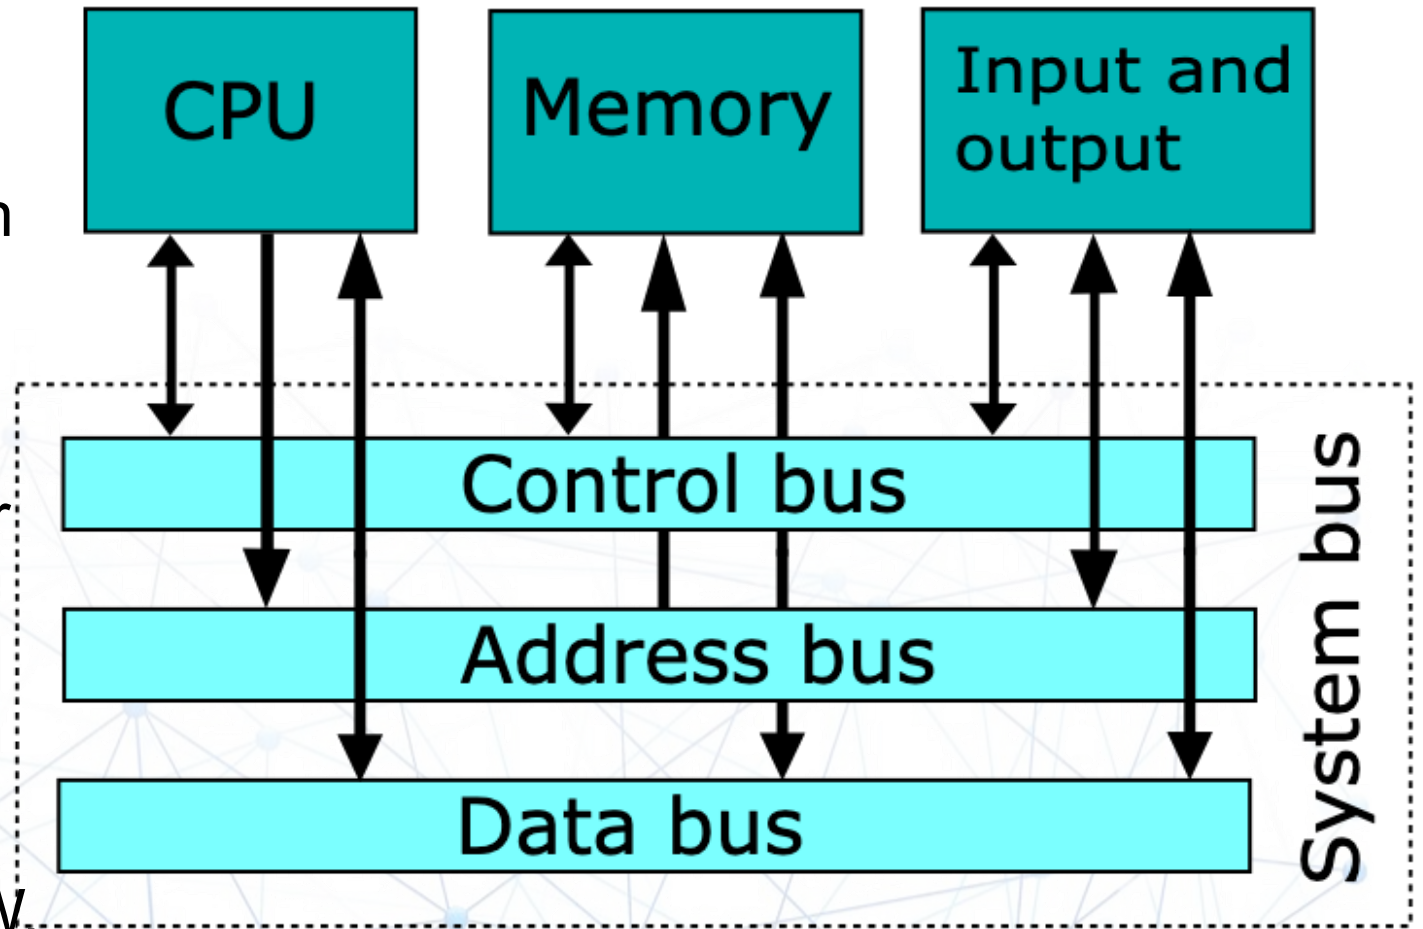 CPU
Memory
Input and
output
Control bus
Address bus
Data bus
System bus